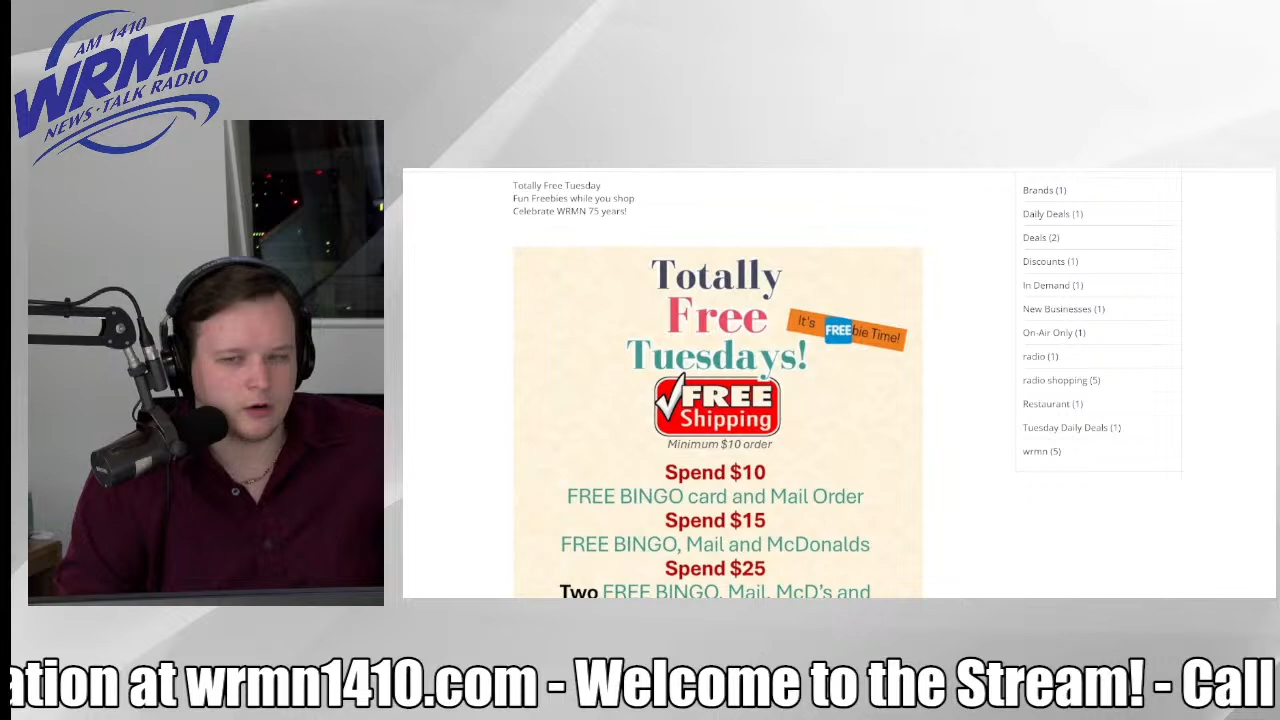 AM 1410
WRMN
NEWS·TALK RADIO
Totally Free Tuesday
Fun Freebies while you shop
Celebrate WRMN 75 years!
Totally
Free
Tuesdays!
It's FREEbie Time!
FREE
Shipping
Minimum $10 order
Spend $10
FREE BINGO card and Mail Order
Spend $15
FREE BINGO, Mail and McDonalds
Spend $25
Two FREE BINGO, Mail, McD's and
Brands (1)
Daily Deals (1)
Deals (2)
Discounts (1)
In Demand (1)
New Businesses (1)
On-Air Only (1)
radio (1)
radio shopping (5)
Restaurant (1)
Tuesday Daily Deals (1)
wrmn (5)
ation at wrmn1410.com - Welcome to the Stream! - Call